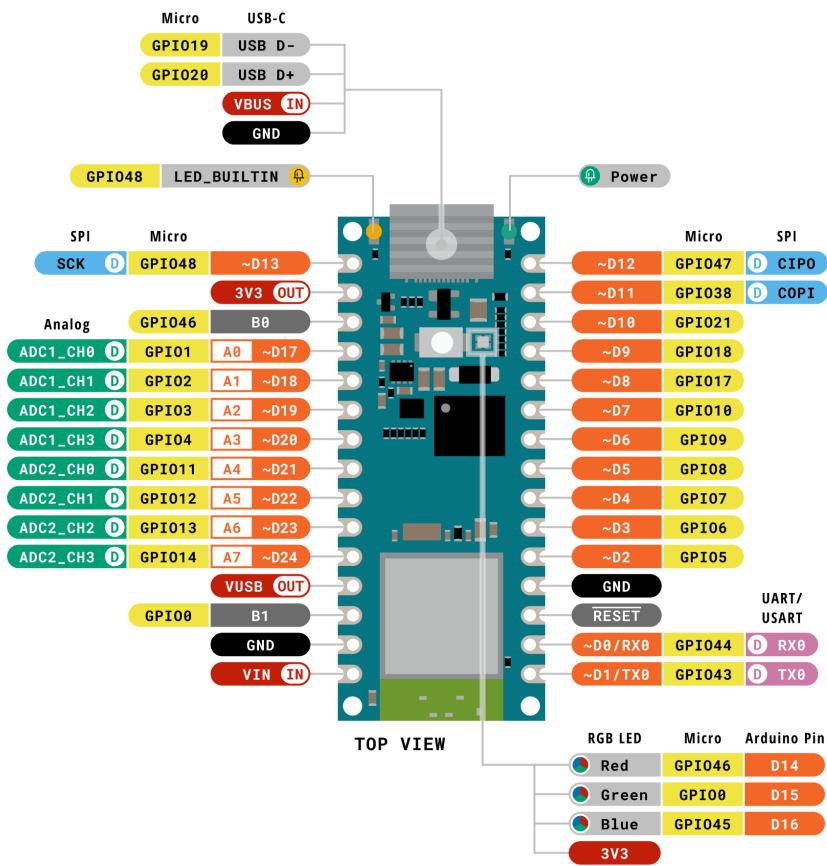 Micro USB-C
GPIO19 USB D-
GPIO20 USB D+
VBUS IN
GND
GPIO48 LED_BUILTIN
Power
SPI Micro
SCK D GPIO48 ~D13
3V3 OUT
GPIO46 B0
Analog
ADC1_CH0 D GPIO1 A0 ~D17
ADC1_CH1 D GPIO2 A1 ~D18
ADC1_CH2 D GPIO3 A2 ~D19
ADC1_CH3 D GPIO4 A3 ~D20
ADC2_CH0 D GPIO11 A4 ~D21
ADC2_CH1 D GPIO12 A5 ~D22
ADC2_CH2 D GPIO13 A6 ~D23
ADC2_CH3 D GPIO14 A7 ~D24
VUSB OUT
GPIO0 B1
GND
VIN IN
Micro SPI
~D12 GPIO47 D CIPO
~D11 GPIO38 D COPI
~D10 GPIO21
~D9 GPIO18
~D8 GPIO17
~D7 GPIO10
~D6 GPIO9
~D5 GPIO8
~D4 GPIO7
~D3 GPIO6
~D2 GPIO5
GND
RESET
UART/
USART
~D0/RX0 GPIO44 D RX0
~D1/TX0 GPIO43 D TX0
TOP VIEW
RGB LED Micro Arduino Pin
Red GPIO46 D14
Green GPIO0 D15
Blue GPIO45 D16
3V3